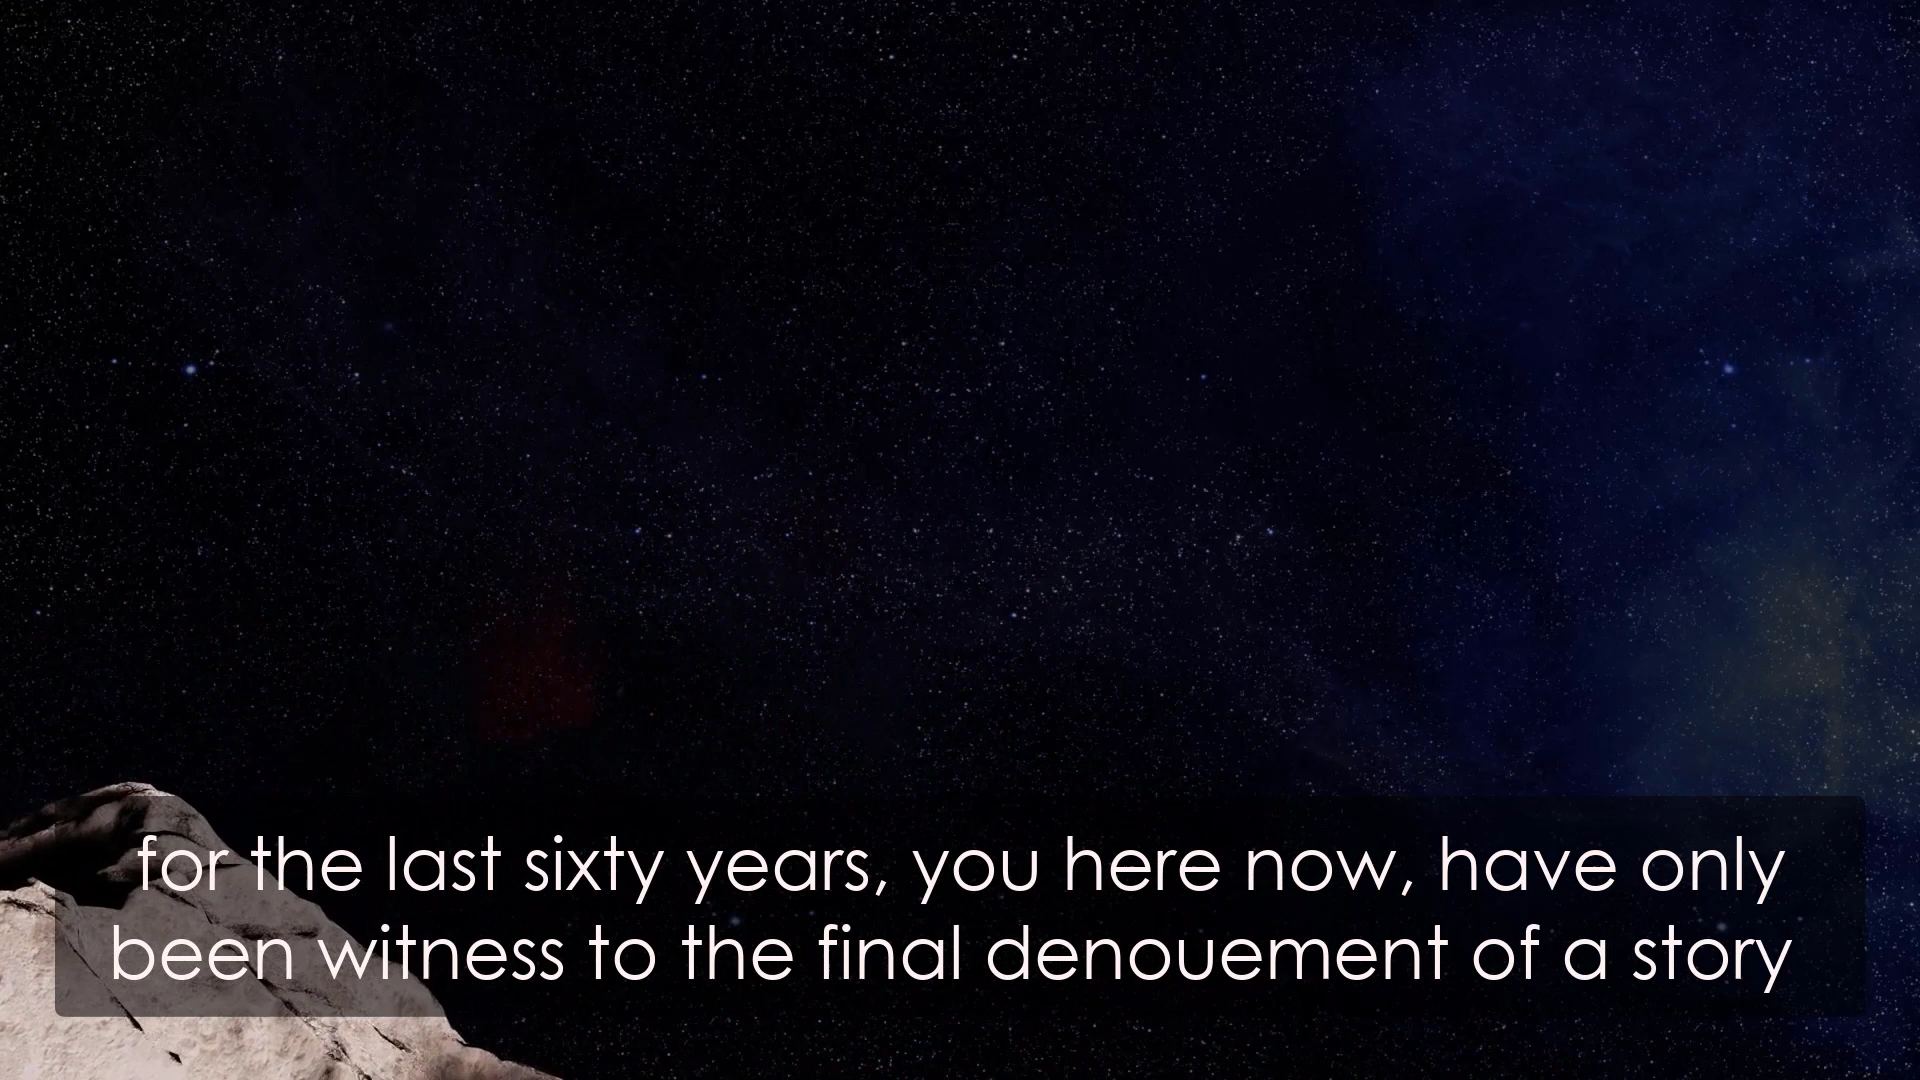 for the last sixty years, you here now, have only
been witness to the final denouement of a story